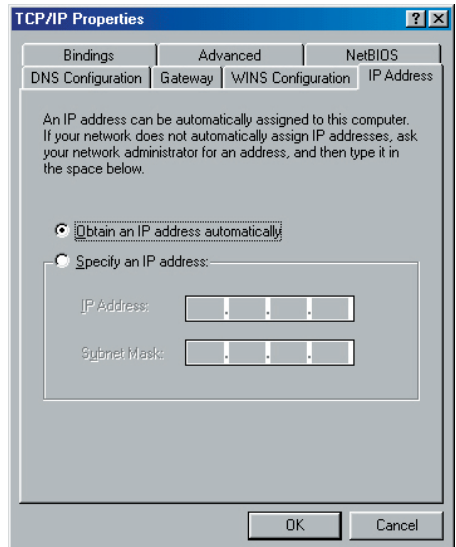 TCP/IP Properties
Bindings
Advanced
NetBIOS
DNS Configuration
Gateway
WINS Configuration
IP Address
An IP address can be automatically assigned to this computer.
If your network does not automatically assign IP addresses, ask
your network administrator for an address, and then type it in
the space below.
Obtain an IP address automatically
Specify an IP address:
IP Address:
Subnet Mask:
OK
Cancel